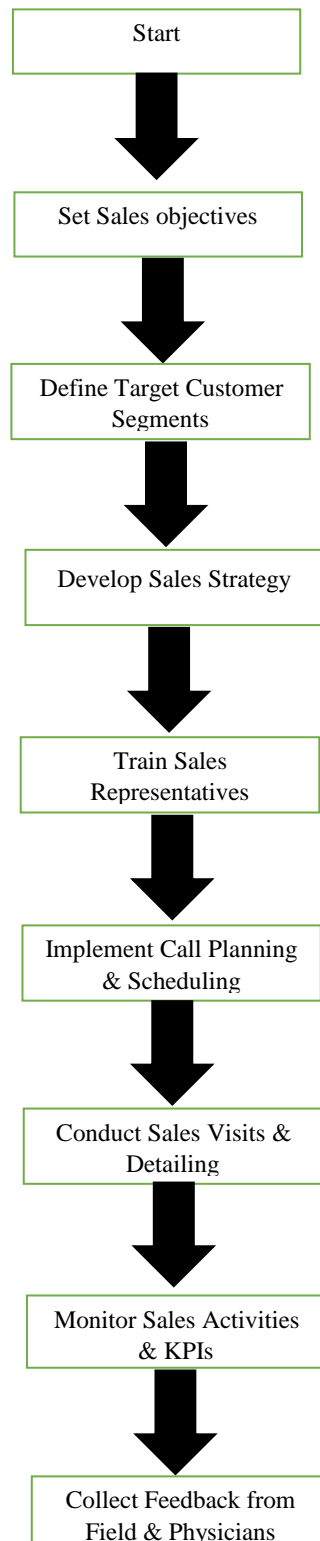 Start
Set Sales objectives
Define Target Customer
Segments
Develop Sales Strategy
Train Sales
Representatives
Implement Call Planning
& Scheduling
Conduct Sales Visits &
Detailing
Monitor Sales Activities
& KPIs
Collect Feedback from
Field & Physicians